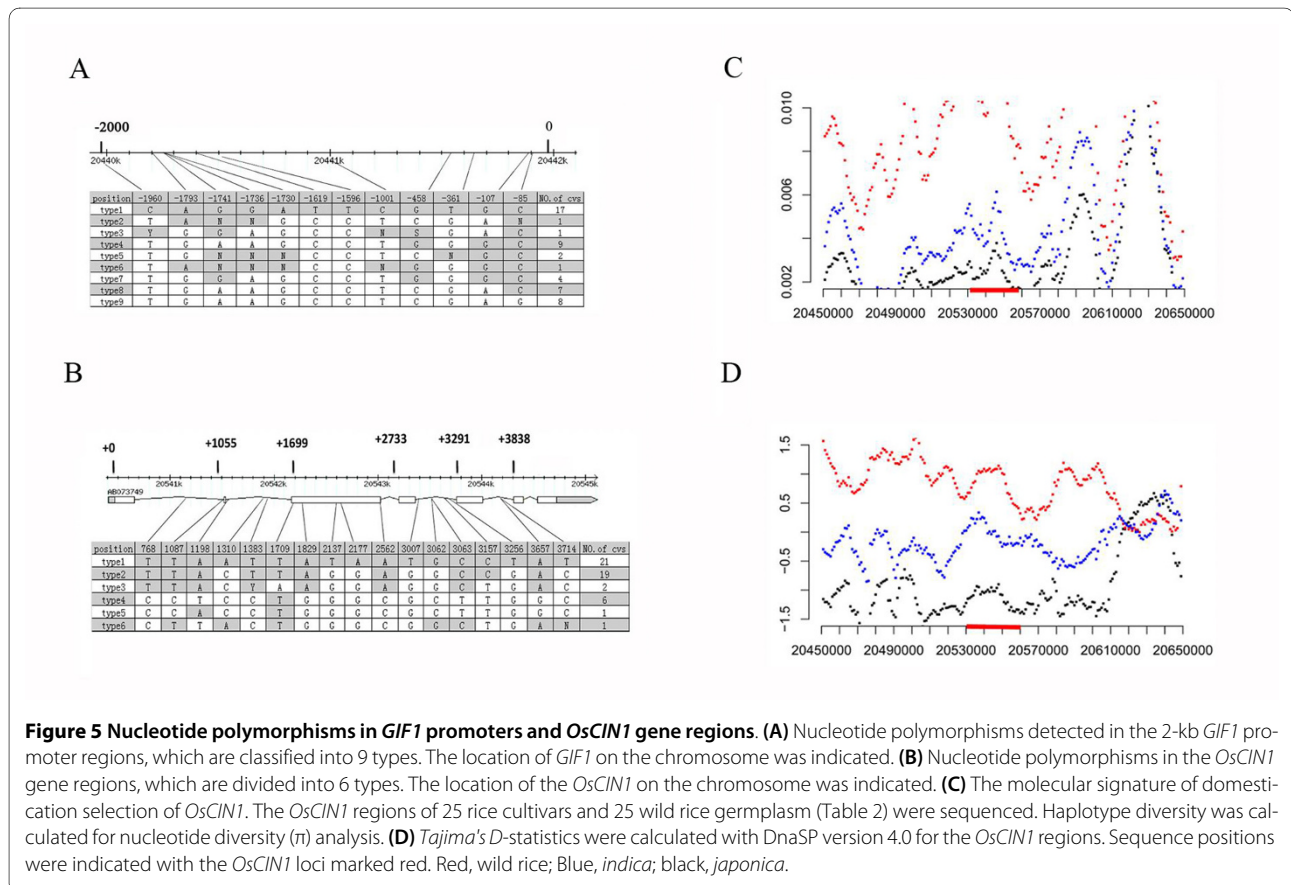 A
-2000 0
20440k 20441k 20442k
position -1960 -1793 -1741 -1736 -1730 -1619 -1596 -1001 -458 -361 -107 -85 NO. of cvs
type1 C A G G A T T C G T G C 17
type2 T A N N G C C T C G A N 1
type3 Y G G A G C C N S G A C 1
type4 T G A A G C C T G G G C 9
type5 T G N N N C C T C N G C 2
type6 T A N N N C C N G G G C 1
type7 T G G A G C C T G G G C 4
type8 T G A A G C C T C G A C 7
type9 T G A A G C C T C G A G 8
B
+0 +1055 +1699 +2733 +3291 +3838
20541k 20542k 20543k 20544k 20545k
AB073749
position 768 1087 1198 1310 1383 1709 1829 2137 2177 2562 3007 3062 3063 3157 3256 3657 3714 NO. of cvs
type1 T T A A T T A T A A T G C C T A T 21
type2 T T A C T T A G G A G G C C G A C 19
type3 T T A C Y A A G G A G G C T G A C 2
type4 C C T C C T G G G C G C T T G G C 6
type5 C C A C C T G G G C G C T T G G C 1
type6 C T T A C T G G G C G G C T G A N 1
C
0.010
0.006
0.002
20450000 20490000 20530000 20570000 20610000 20650000
D
1.5
0.5
-0.5
-1.5
20450000 20490000 20530000 20570000 20610000 20650000
Figure 5 Nucleotide polymorphisms in GIF1 promoters and OsCIN1 gene regions. (A) Nucleotide polymorphisms detected in the 2-kb GIF1 pro-
moter regions, which are classified into 9 types. The location of GIF1 on the chromosome was indicated. (B) Nucleotide polymorphisms in the OsCIN1
gene regions, which are divided into 6 types. The location of the OsCIN1 on the chromosome was indicated. (C) The molecular signature of domesti-
cation selection of OsCIN1. The OsCIN1 regions of 25 rice cultivars and 25 wild rice germplasm (Table 2) were sequenced. Haplotype diversity was cal-
culated for nucleotide diversity (π) analysis. (D) Tajima's D-statistics were calculated with DnaSP version 4.0 for the OsCIN1 regions. Sequence positions
were indicated with the OsCIN1 loci marked red. Red, wild rice; Blue, indica; black, japonica.